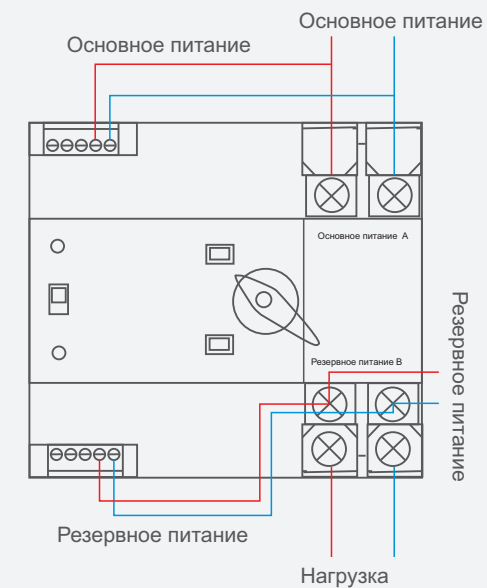 Основное питание
Основное питание
Основное питание А
Резервное питание В
Резервное питание
Резервное питание
Нагрузка